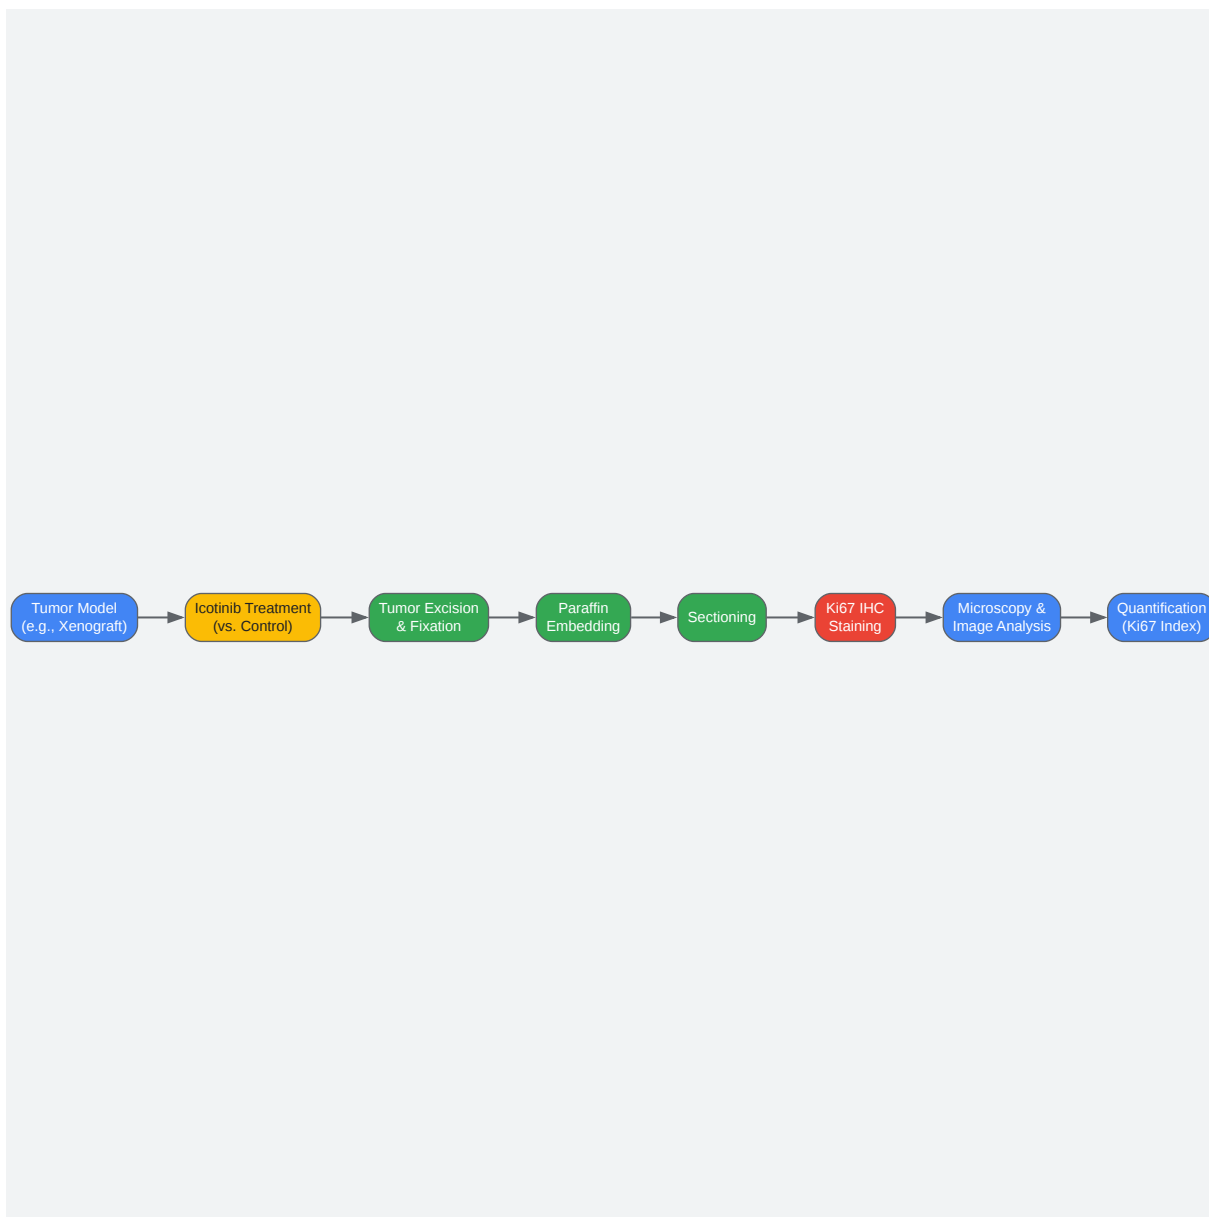 Tumor Model
(e.g., Xenograft)
Icotinib Treatment
(vs. Control)
Tumor Excision
& Fixation
Paraffin
Embedding
Sectioning
Ki67 IHC
Staining
Microscopy &
Image Analysis
Quantification
(Ki67 Index)